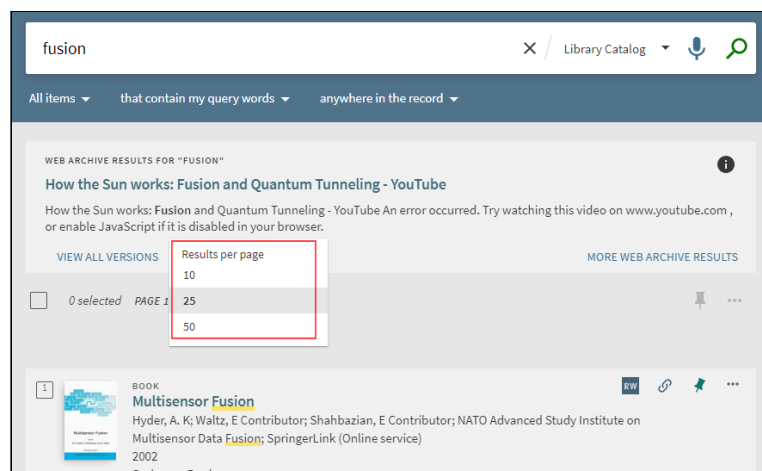 fusion
Library Catalog
All items
that contain my query words
anywhere in the record
WEB ARCHIVE RESULTS FOR "FUSION"
How the Sun works: Fusion and Quantum Tunneling - YouTube
How the Sun works: Fusion and Quantum Tunneling - YouTube An error occurred. Try watching this video on www.youtube.com ,
or enable JavaScript if it is disabled in your browser.
VIEW ALL VERSIONS
MORE WEB ARCHIVE RESULTS
Results per page
10
25
50
0 selected PAGE 1
1
BOOK
RW
Multisensor Fusion
Hyder, A. K; Waltz, E Contributor; Shahbazian, E Contributor; NATO Advanced Study Institute on
Multisensor Data Fusion; SpringerLink (Online service)
2002